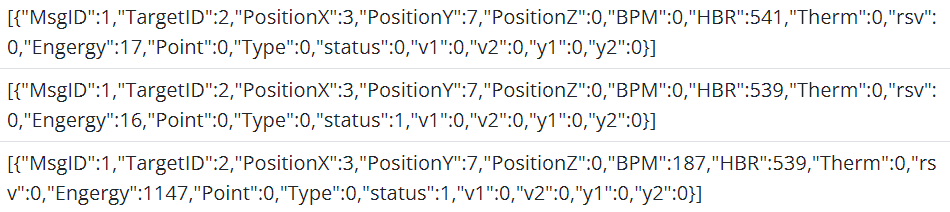 [{"MsgID":1,"TargetID":2,"PositionX":3,"PositionY":7,"PositionZ":0,"BPM":0,"HBR":541,"Therm":0,"rsv":
0,"Engergy":17,"Point":0,"Type":0,"status":0,"v1":0,"v2":0,"y1":0,"y2":0}]
[{"MsgID":1,"TargetID":2,"PositionX":3,"PositionY":7,"PositionZ":0,"BPM":0,"HBR":539,"Therm":0,"rsv":
0,"Engergy":16,"Point":0,"Type":0,"status":1,"v1":0,"v2":0,"y1":0,"y2":0}]
[{"MsgID":1,"TargetID":2,"PositionX":3,"PositionY":7,"PositionZ":0,"BPM":187,"HBR":539,"Therm":0,"rs
v":0,"Engergy":1147,"Point":0,"Type":0,"status":1,"v1":0,"v2":0,"y1":0,"y2":0}]